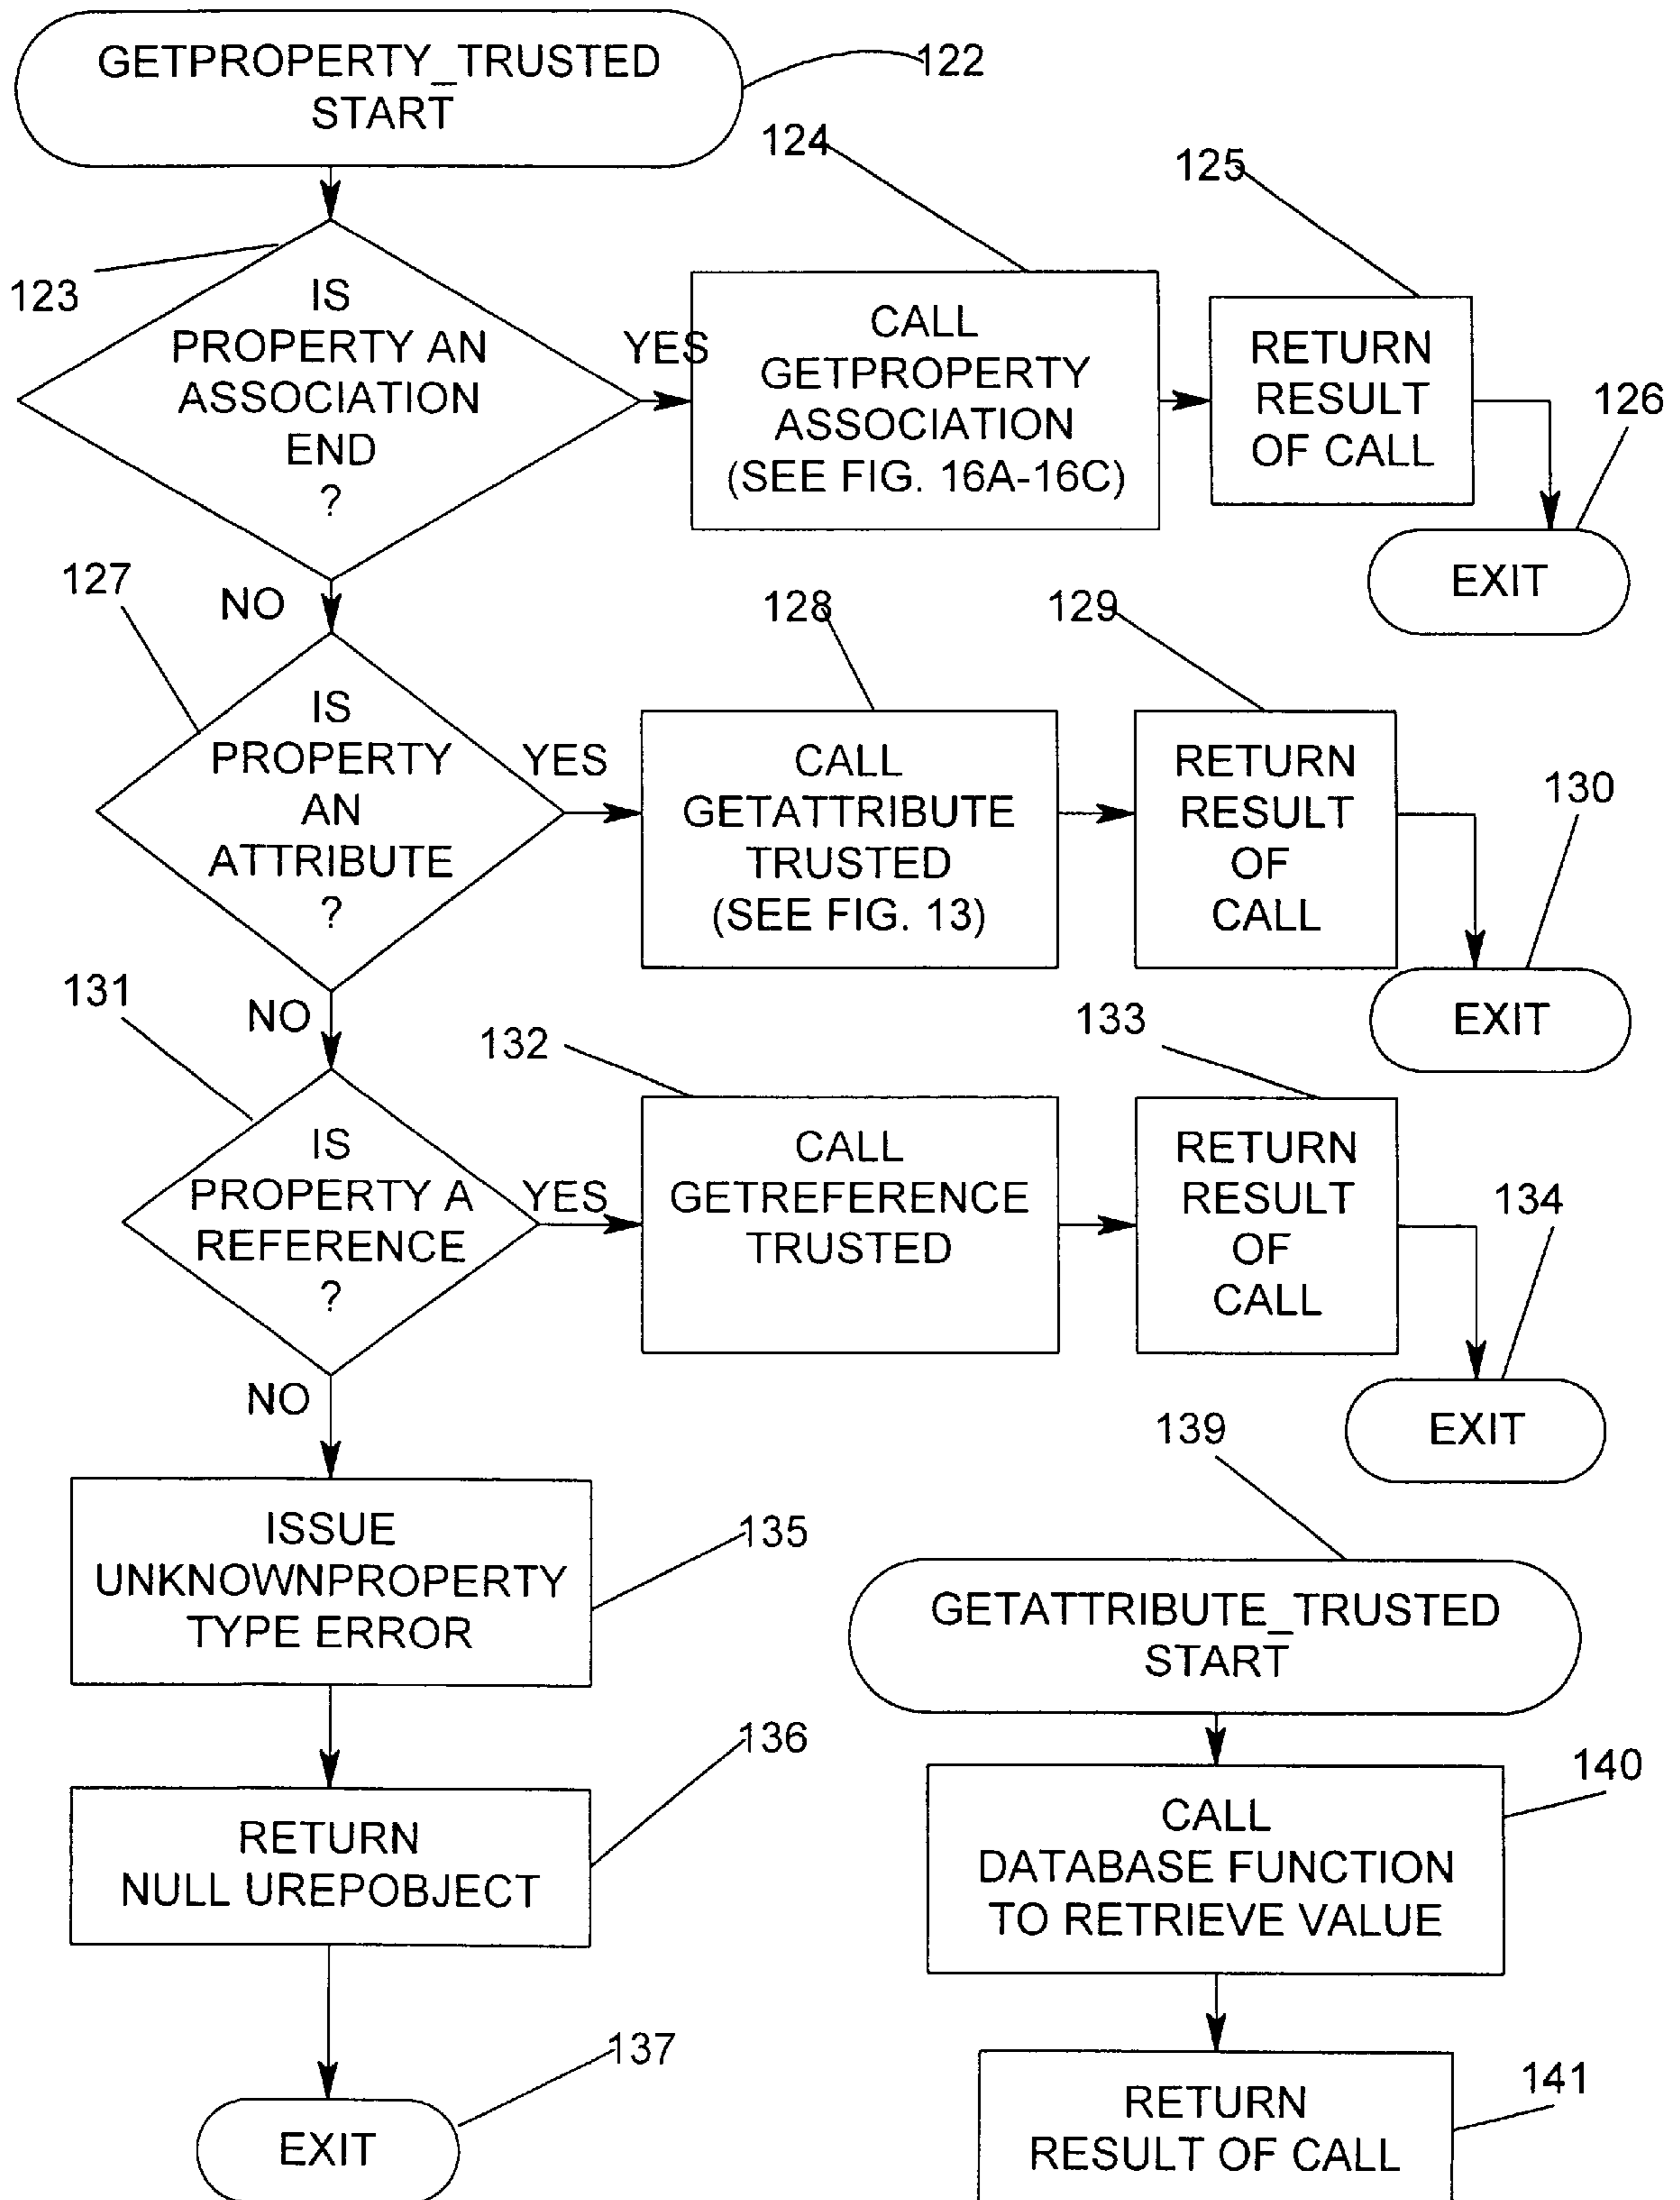 GETPROPERTY_TRUSTED
START
122
123
IS
PROPERTY AN
ASSOCIATION
END
?
YES
124
CALL
GETPROPERTY
ASSOCIATION
(SEE FIG. 16A-16C)
125
RETURN
RESULT
OF CALL
126
EXIT
NO
127
IS
PROPERTY
AN
ATTRIBUTE
?
YES
128
CALL
GETATTRIBUTE
TRUSTED
(SEE FIG. 13)
129
RETURN
RESULT
OF
CALL
130
EXIT
NO
131
IS
PROPERTY A
REFERENCE
?
YES
132
CALL
GETREFERENCE
TRUSTED
133
RETURN
RESULT
OF
CALL
134
EXIT
NO
ISSUE
UNKNOWNPROPERTY
TYPE ERROR
135
RETURN
NULL UREPOBJECT
136
EXIT
137
139
GETATTRIBUTE_TRUSTED
START
140
CALL
DATABASE FUNCTION
TO RETRIEVE VALUE
141
RETURN
RESULT OF CALL